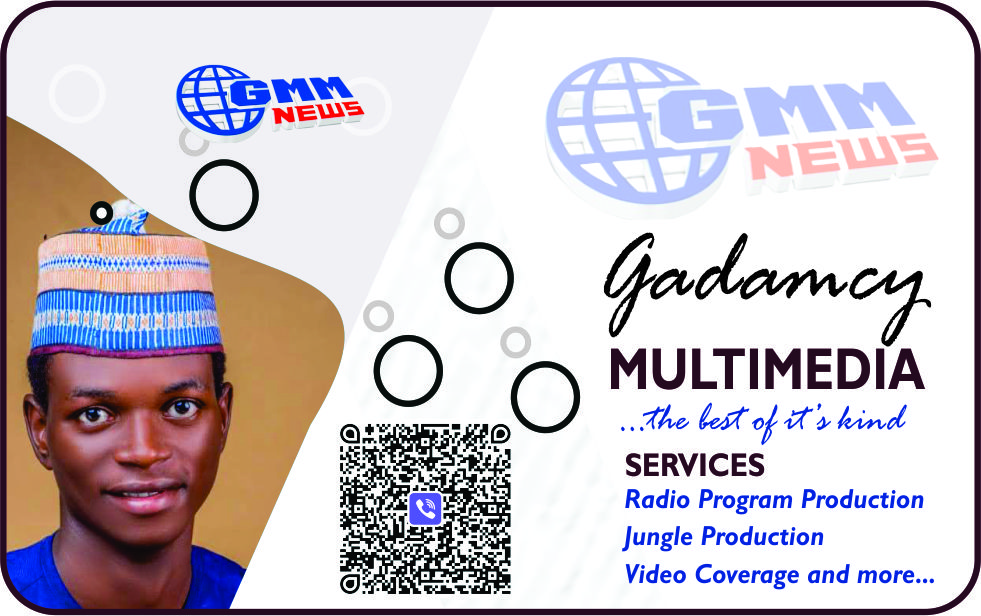 GMM
NEWS
GMM
NEWS
Gadamcy
MULTIMEDIA
...the best of it's kind
SERVICES
Radio Program Production
Jungle Production
Video Coverage and more...